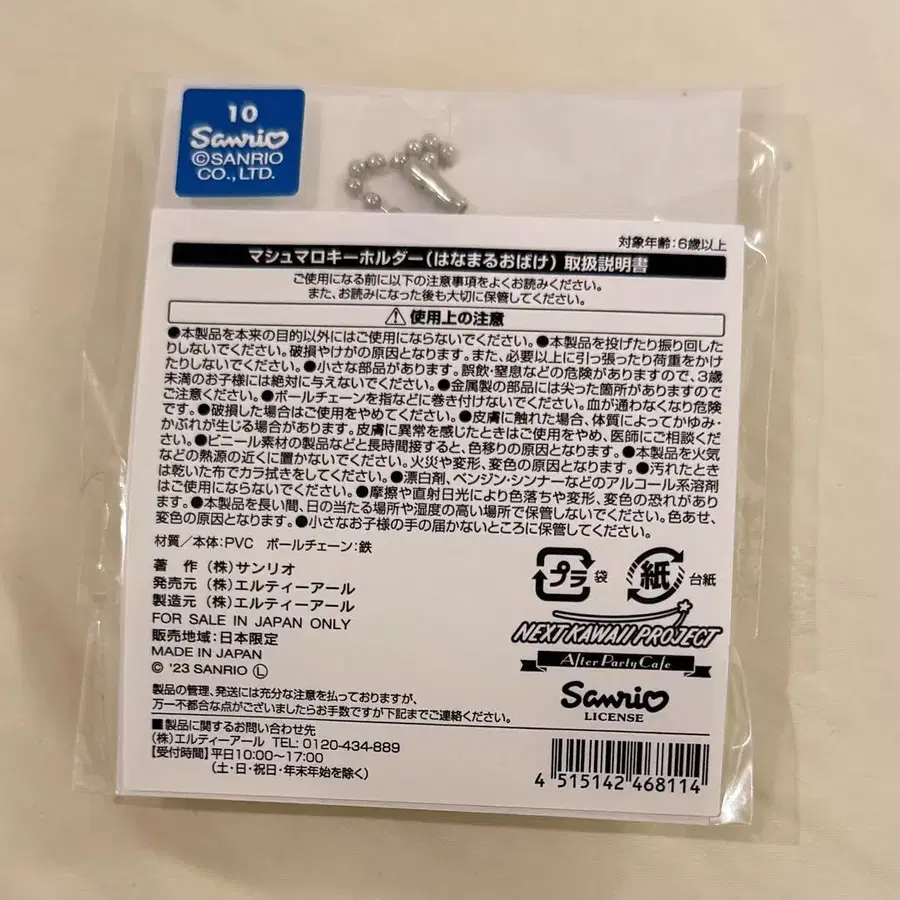 10
Sanrio
©SANRIO
CO.,LTD.
対象年齢:6歳以上
マシュマロキーホルダー(はなまるおばけ) 取扱説明書
ご使用になる前に以下の注意事項をよくお読みください。
また、お読みになった後も大切に保管してください。
⚠使用上の注意
●本製品を本来の目的以外にはご使用にならないでください。●本製品を投げたり振り回した
りしないでください。破損やけがの原因となります。また、必要以上に引っ張ったり荷重をかけ
たりしないでください。●小さな部品があります。誤飲・窒息などの危険がありますので、3歳
未満のお子様には絶対に与えないでください。●金属製の部品には尖った箇所がありますので
ご注意ください。●ボールチェーンを指などに巻き付けないでください。血が通わなくなり危険
です。●破損した場合はご使用をやめてください。●皮膚に触れた場合、体質によってかゆみ・
かぶれが生じる場合があります。皮膚に異常を感じたときはご使用をやめ、医師にご相談くださ
い。●ビニール素材の製品などと長時間接すると、色移りの原因となります。●本製品を火気
などの熱源の近くに置かないでください。火災や変形、変色の原因となります。●汚れたとき
は乾いた布でカラ拭きをしてください。●漂白剤、ベンジン・シンナーなどのアルコール系溶剤
はご使用にならないでください。●摩擦や直射日光により色落ちや変形、変色の恐れがありま
す。●本製品を長い間、日の当たる場所や湿度の高い場所で保管しないでください。色あせ、
変色の原因となります。●小さなお子様の手の届かないところに保管してください。
材質/本体:PVC ボールチェーン:鉄
著 作 (株)サンリオ
発売元 (株)エルティーアール
製造元 (株)エルティーアール
FOR SALE IN JAPAN ONLY
販売地域:日本限定
MADE IN JAPAN
© '23 SANRIO Ⓛ
プラ 袋
紙 台紙
NEXT KAWAII PROJECT
After Party Cafe
Sanrio
LICENSE
製品の管理、発送には充分な注意を払っておりますが、
万一不都合な点がございましたらお手数ですが下記までご連絡ください。
■製品に関するお問い合わせ先
(株)エルティーアール TEL: 0120-434-889
【受付時間】平日10:00~17:00
(土・日・祝日・年末年始を除く)
4 515142 468114